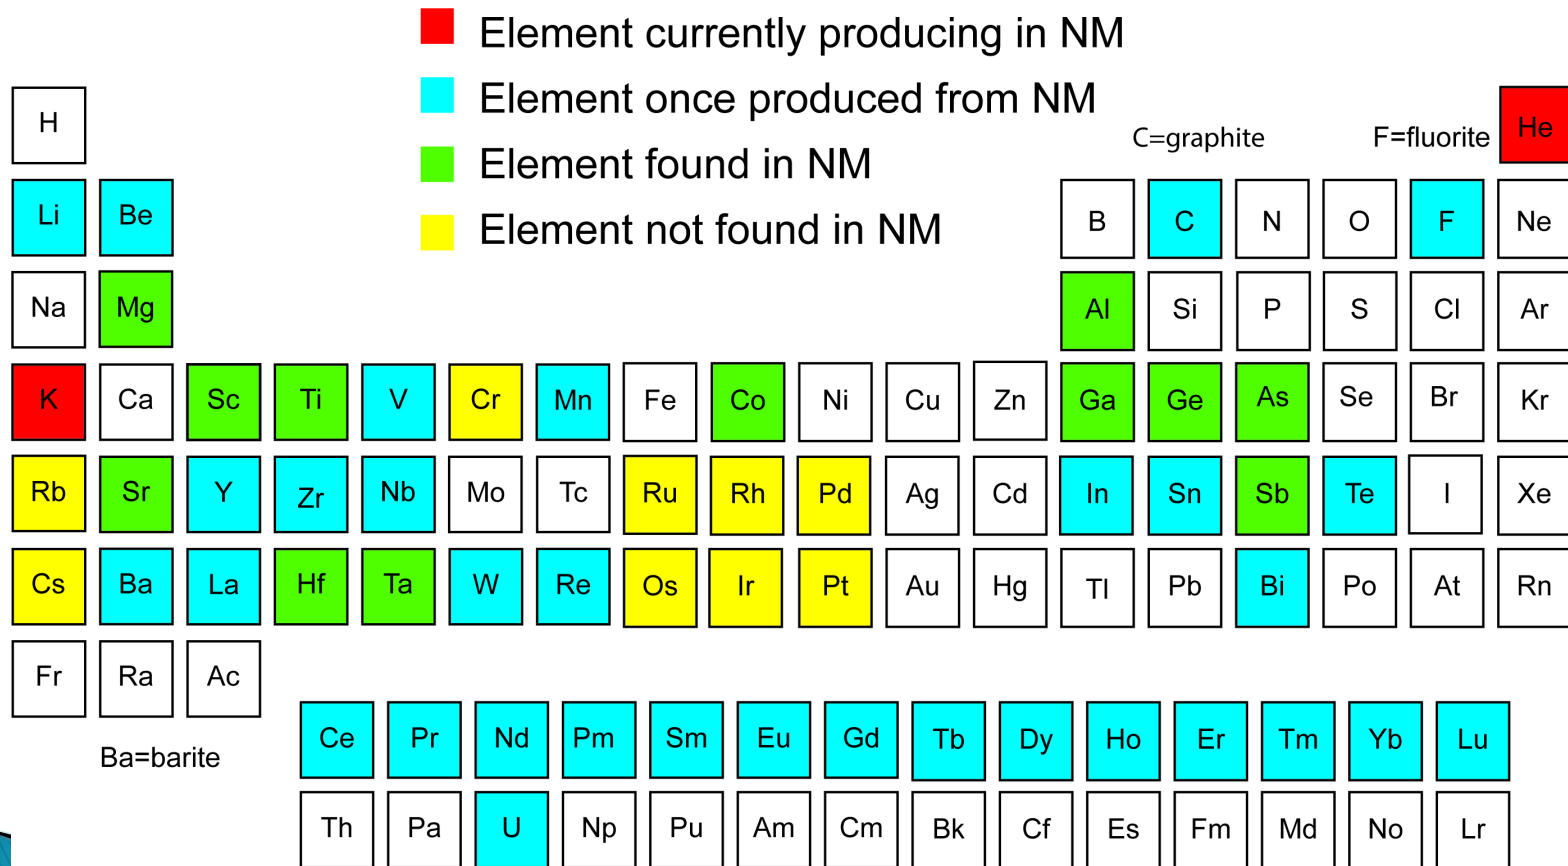 Element currently producing in NM
Element once produced from NM
Element found in NM
Element not found in NM
C=graphite F=fluorite
H He
Li Be B C N O F Ne
Na Mg Al Si P S Cl Ar
K Ca Sc Ti V Cr Mn Fe Co Ni Cu Zn Ga Ge As Se Br Kr
Rb Sr Y Zr Nb Mo Tc Ru Rh Pd Ag Cd In Sn Sb Te I Xe
Cs Ba La Hf Ta W Re Os Ir Pt Au Hg Tl Pb Bi Po At Rn
Fr Ra Ac
Ba=barite
Ce Pr Nd Pm Sm Eu Gd Tb Dy Ho Er Tm Yb Lu
Th Pa U Np Pu Am Cm Bk Cf Es Fm Md No Lr